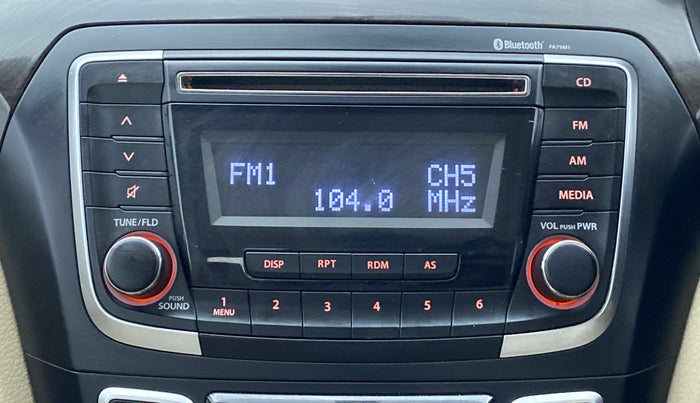 Bluetooth PA79M1
CD
FM
AM
MEDIA
FM1 CH5
104.0 MHz
TUNE/FLD
VOL PUSH PWR
DISP RPT RDM AS
PUSH
SOUND
1 2 3 4 5 6
MENU